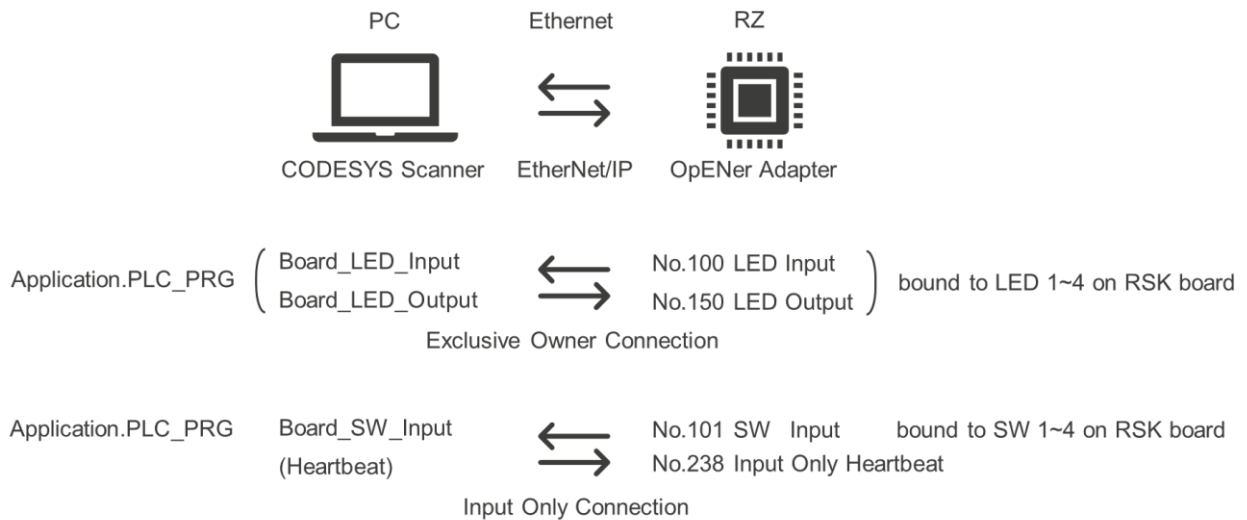 PC Ethernet RZ
CODESYS Scanner EtherNet/IP OpENer Adapter
Application.PLC_PRG Board_LED_Input No.100 LED Input bound to LED 1~4 on RSK board
Board_LED_Output No.150 LED Output
Exclusive Owner Connection
Application.PLC_PRG Board_SW_Input No.101 SW Input bound to SW 1~4 on RSK board
(Heartbeat) No.238 Input Only Heartbeat
Input Only Connection